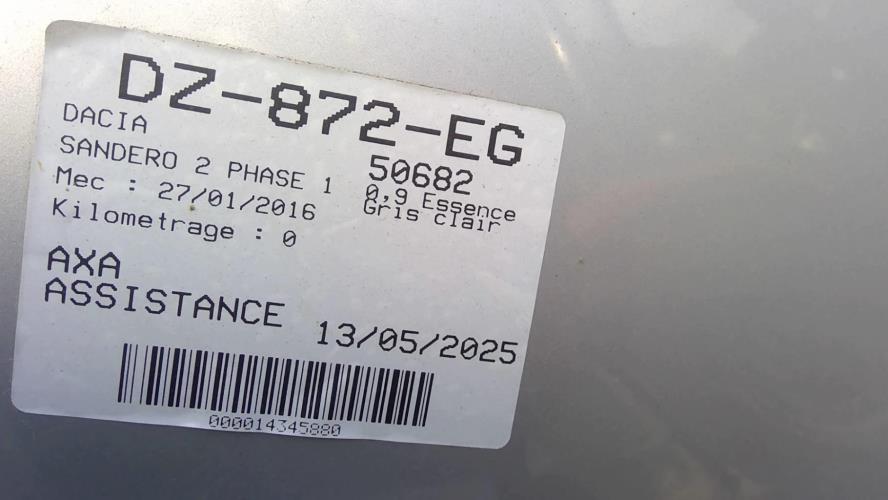 DZ-872-EG
DACIA
50682
SANDERO 2 PHASE 1
0,9 Essence
Mec : 27/01/2016
Gris clair
Kilometrage : 0
AXA
ASSISTANCE
13/05/2025
000014345880